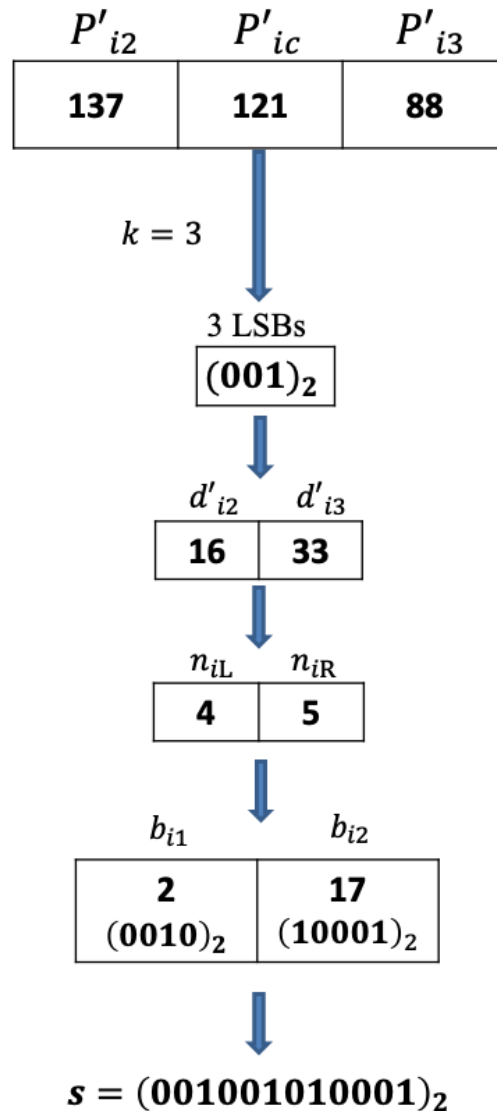 P′i2 P′ic P′i3
137 121 88
k = 3
3 LSBs
(001)₂
d′i2 d′i3
16 33
niL niR
4 5
bi1 bi2
2 17
(0010)₂ (10001)₂
s = (001001010001)₂